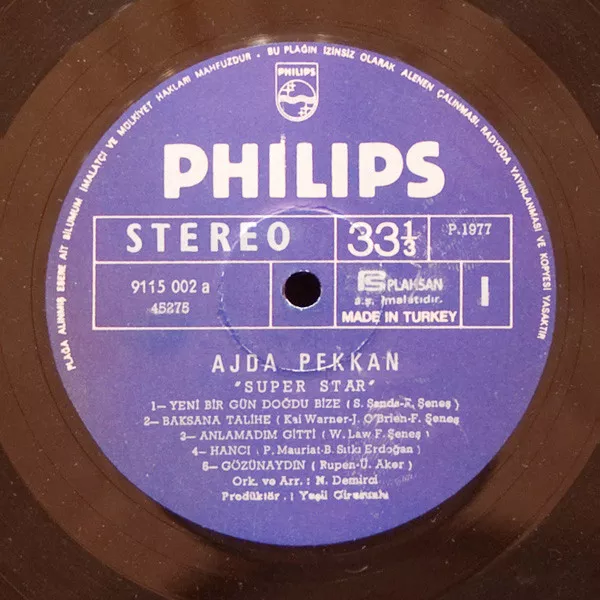 PLAĞA ALINMIŞ ESERE AİT BİLUMUM İMALATÇI VE MÜLKİYET HAKLARI MAHFUZDUR - BU PLAĞIN İZİNSİZ OLARAK ALENEN ÇALINMASI, RADYODA YAYINLANMASI VE KOPYESİ YASAKTIR
PHILIPS
PHILIPS
STEREO
33⅓
P.1977
9115 002 a
45275
PLAKSAN
a.ş. imalatıdır.
MADE IN TURKEY
I
AJDA PEKKAN
"SUPER STAR"
1— YENİ BİR GÜN DOĞDU BİZE ( S. Sands-F. Şeneş )
2— BAKSANA TALİHE ( Kai Warner-J. O'Brien-F. Şeneş )
3— ANLAMADIM GİTTİ ( W. Law F. Şeneş )
4— HANCI ( P. Mauriat-B. Sıtkı Erdoğan )
5— GÖZÜNAYDIN ( Rupen-Ü. Aker )
Ork. ve Arr. : N. Demirci
Prodüktör. : Yeşil Giresunlu